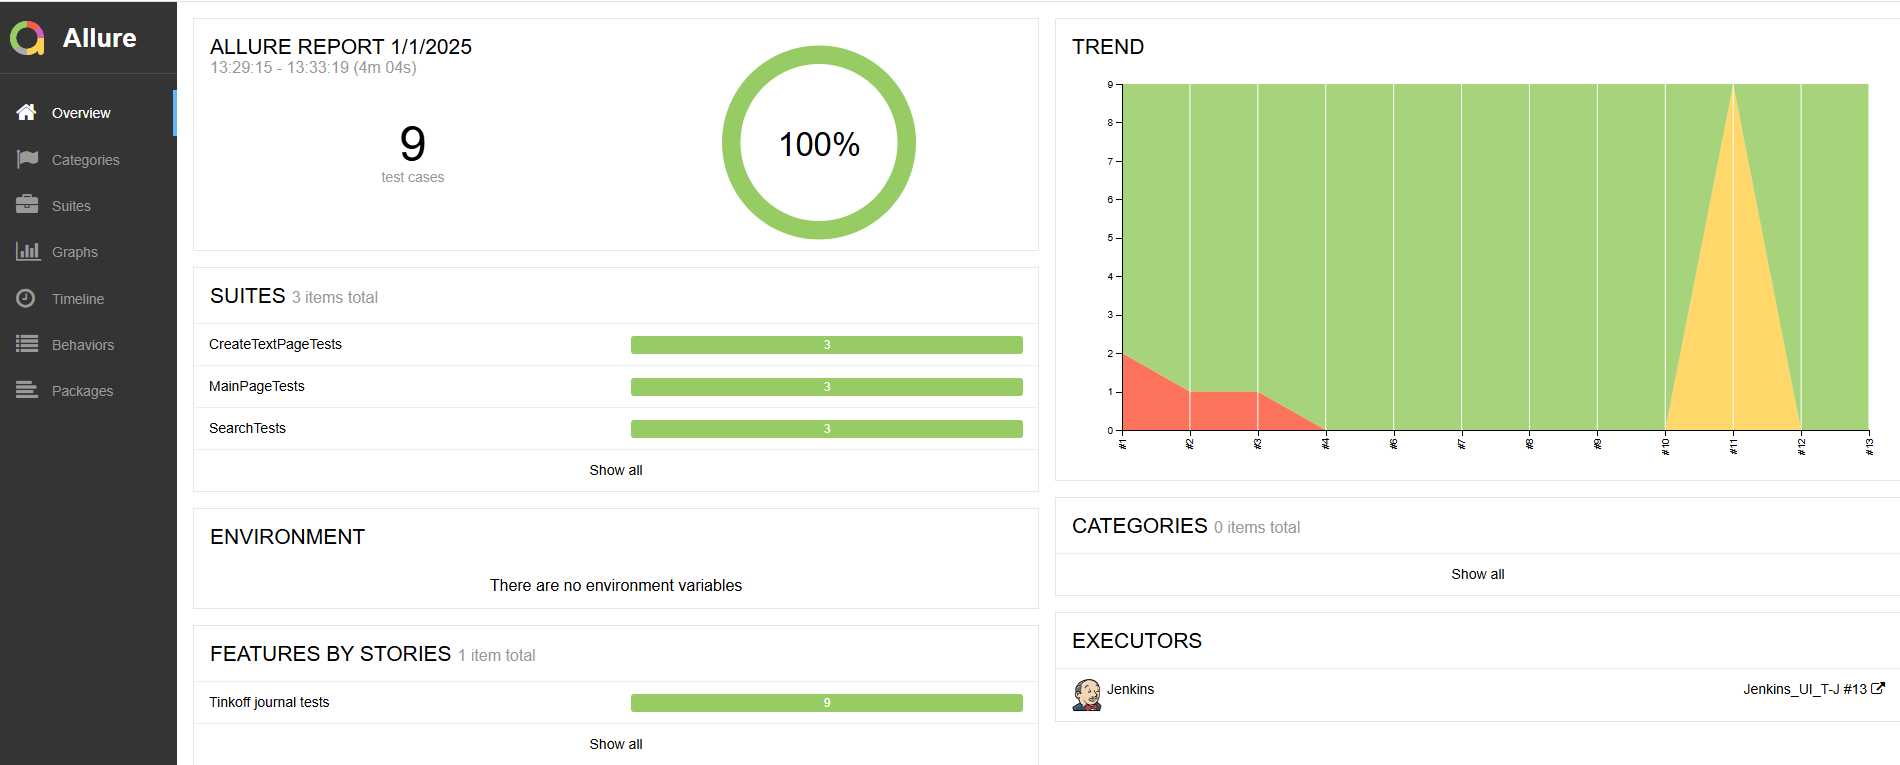 Allure
Overview
Categories
Suites
Graphs
Timeline
Behaviors
Packages
ALLURE REPORT 1/1/2025
13:29:15 - 13:33:19 (4m 04s)
9
test cases
100%
SUITES 3 items total
CreateTextPageTests 3
MainPageTests 3
SearchTests 3
Show all
ENVIRONMENT
There are no environment variables
FEATURES BY STORIES 1 item total
Tinkoff journal tests 9
Show all
TREND
9
8
7
6
5
4
3
2
1
0
#1 #2 #3 #4 #6 #7 #8 #9 #10 #11 #12 #13
CATEGORIES 0 items total
Show all
EXECUTORS
Jenkins Jenkins_UI_T-J #13